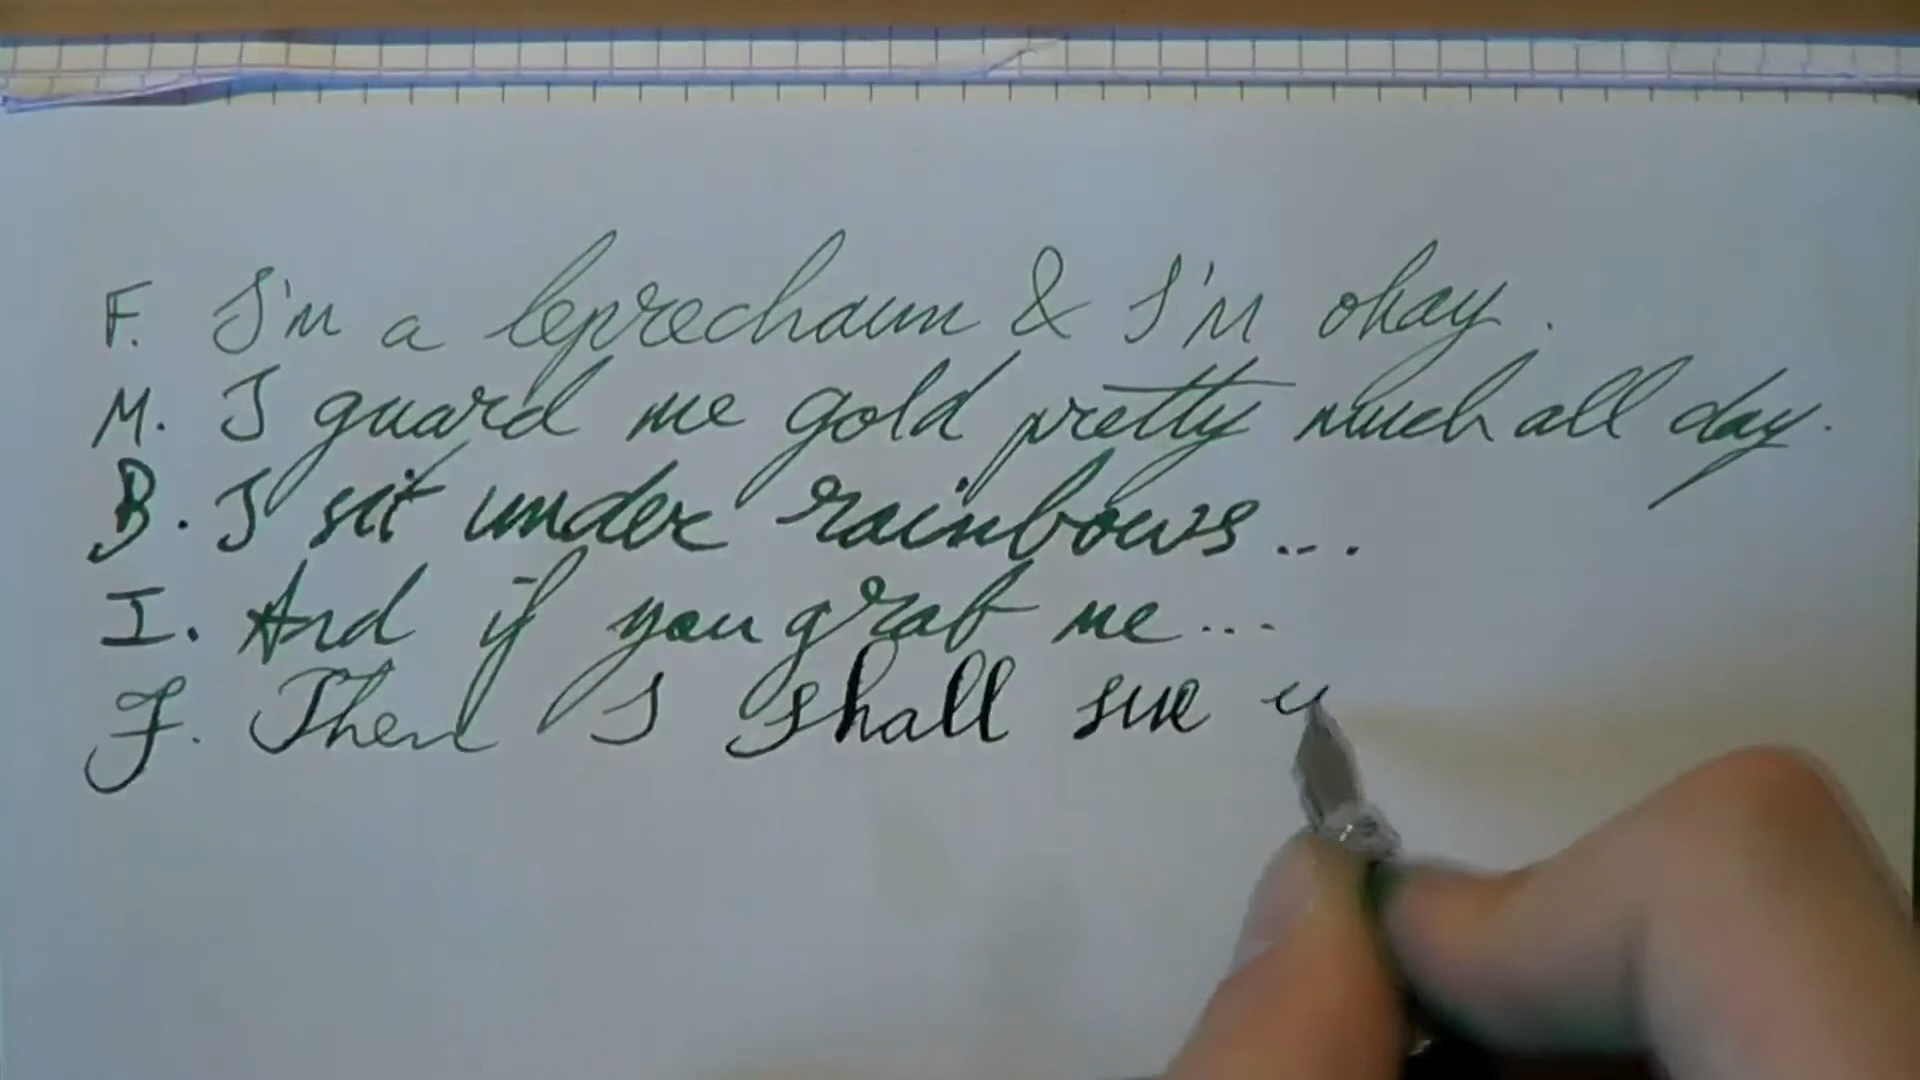 F. I'm a leprechaun & I'm okay.
M. I guard me gold pretty much all day.
B. I sit under rainbows...
I. And if you grab me...
F. Then I shall sue